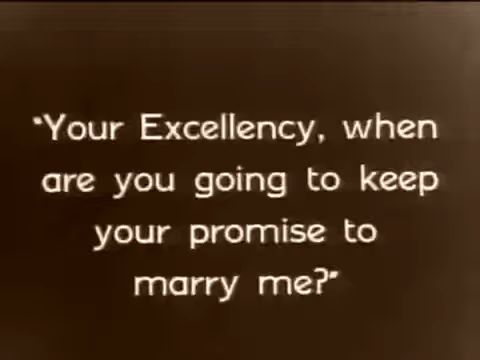 "Your Excellency, when
are you going to keep
your promise to
marry me?"